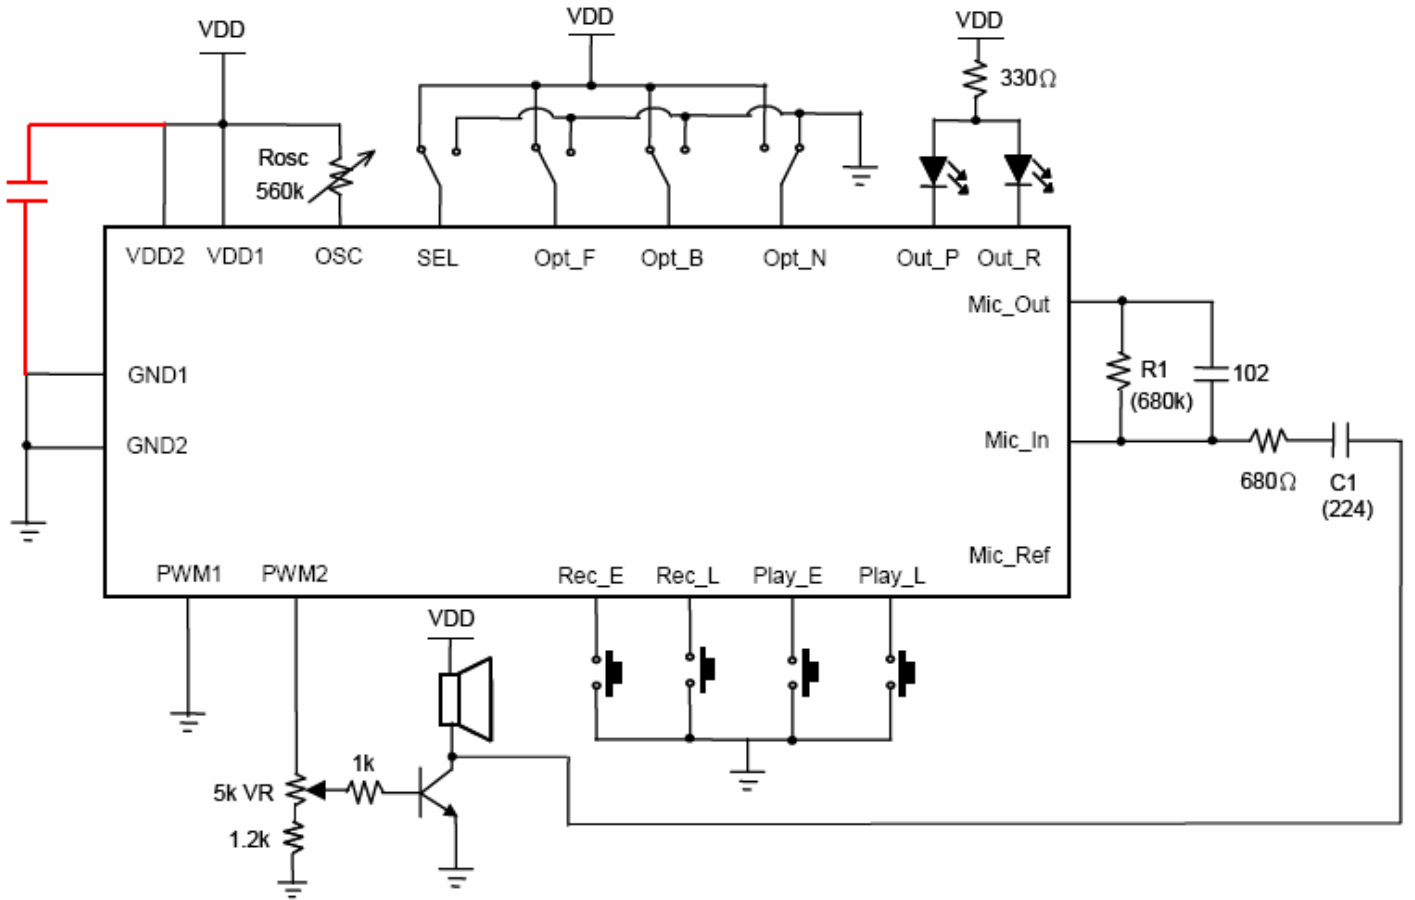 VDD
VDD
VDD
330Ω
Rosc
560k
VDD2
VDD1
OSC
SEL
Opt_F
Opt_B
Opt_N
Out_P
Out_R
Mic_Out
GND1
R1
(680k)
102
GND2
Mic_In
680Ω
C1
(224)
Mic_Ref
PWM1
PWM2
Rec_E
Rec_L
Play_E
Play_L
VDD
1k
5k VR
1.2k